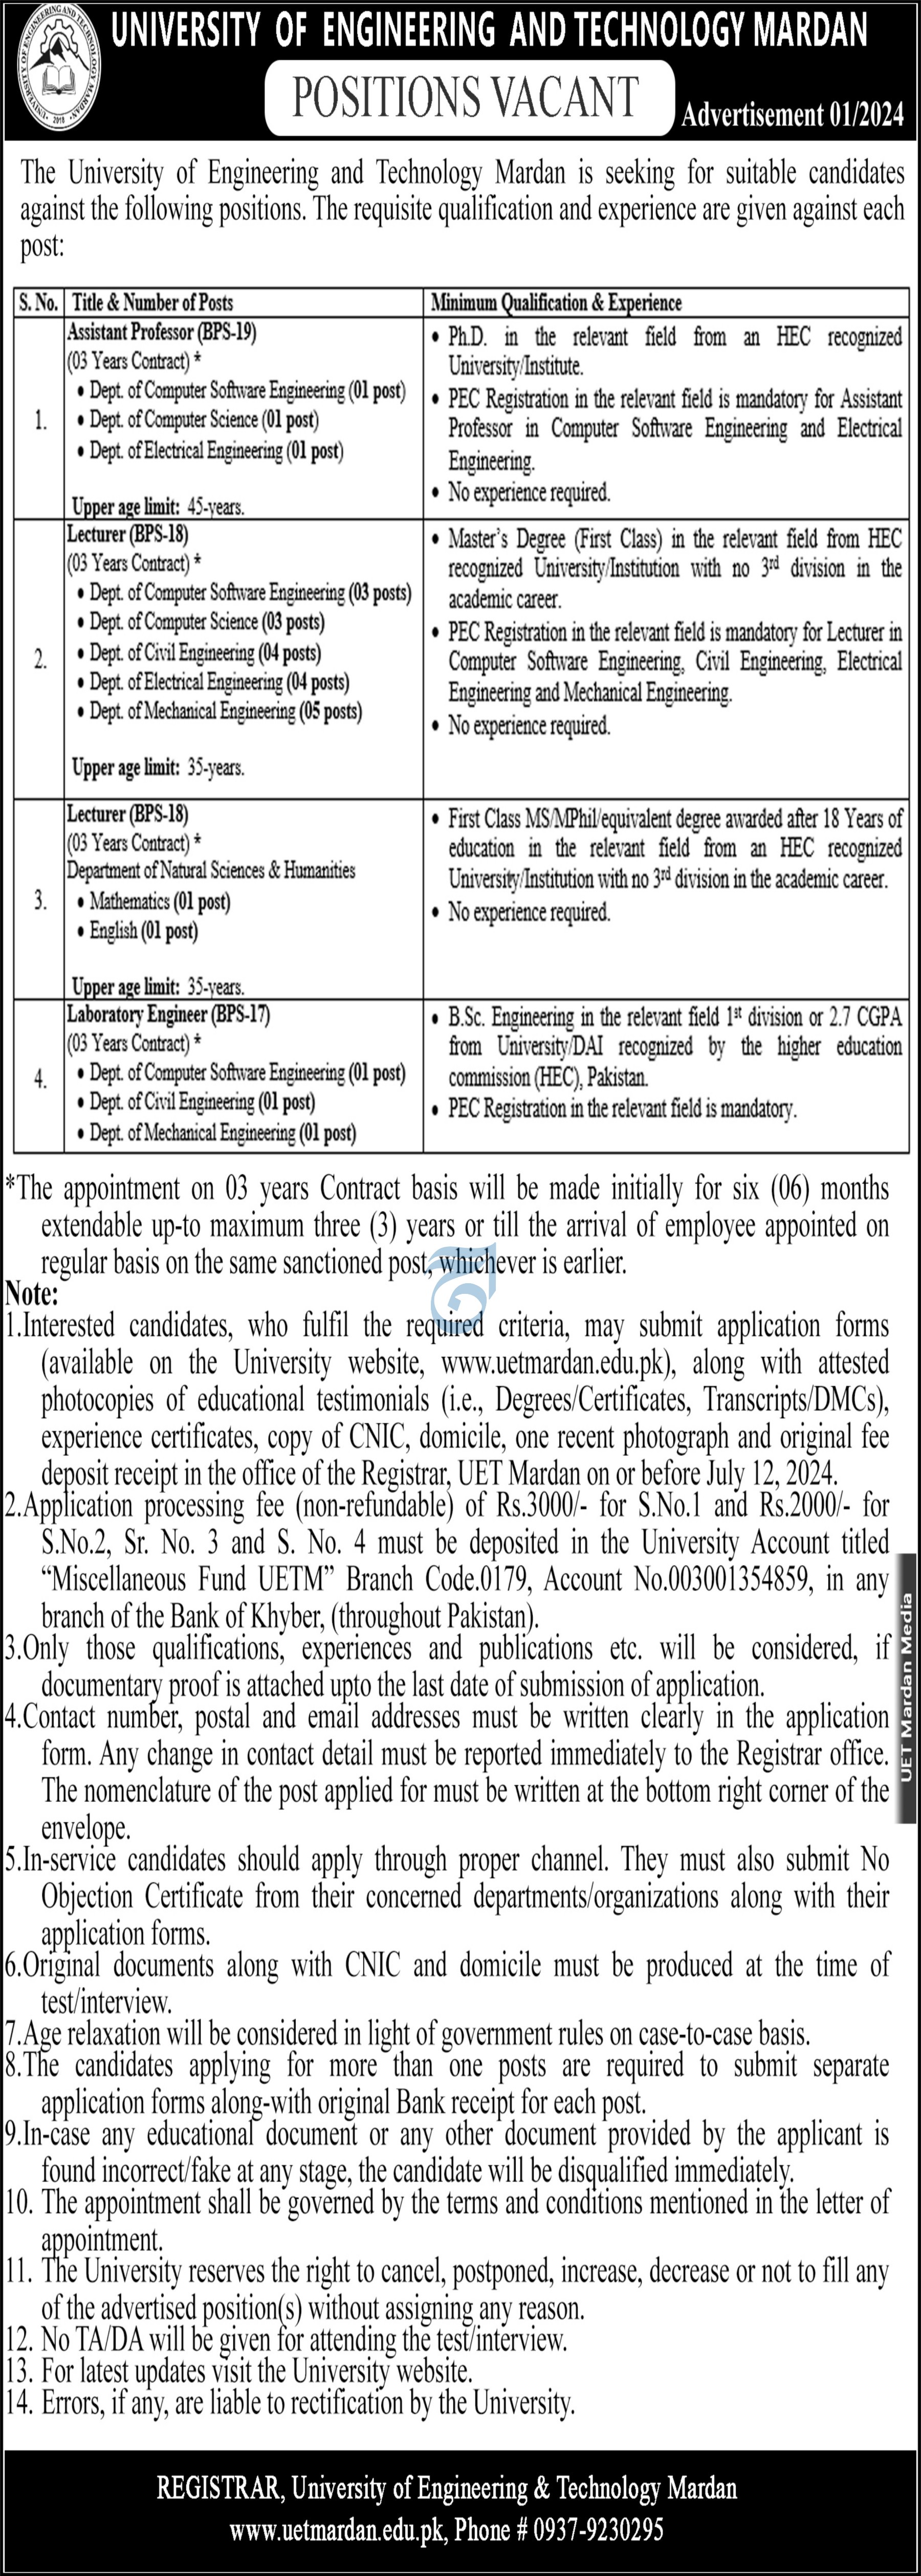 UNIVERSITY OF ENGINEERING AND TECHNOLOGY MARDAN
UNIVERSITY OF ENGINEERING AND TECHNOLOGY MARDAN
2018
POSITIONS VACANT
Advertisement 01/2024
The University of Engineering and Technology Mardan is seeking for suitable candidates
against the following positions. The requisite qualification and experience are given against each
post:
S. No. Title & Number of Posts Minimum Qualification & Experience
1.
Assistant Professor (BPS-19)
(03 Years Contract) *
• Dept. of Computer Software Engineering (01 post)
• Dept. of Computer Science (01 post)
• Dept. of Electrical Engineering (01 post)
Upper age limit: 45-years.
• Ph.D. in the relevant field from an HEC recognized
University/Institute.
• PEC Registration in the relevant field is mandatory for Assistant
Professor in Computer Software Engineering and Electrical
Engineering.
• No experience required.
2.
Lecturer (BPS-18)
(03 Years Contract) *
• Dept. of Computer Software Engineering (03 posts)
• Dept. of Computer Science (03 posts)
• Dept. of Civil Engineering (04 posts)
• Dept. of Electrical Engineering (04 posts)
• Dept. of Mechanical Engineering (05 posts)
Upper age limit: 35-years.
• Master's Degree (First Class) in the relevant field from HEC
recognized University/Institution with no 3rd division in the
academic career.
• PEC Registration in the relevant field is mandatory for Lecturer in
Computer Software Engineering, Civil Engineering, Electrical
Engineering and Mechanical Engineering.
• No experience required.
3.
Lecturer (BPS-18)
(03 Years Contract) *
Department of Natural Sciences & Humanities
• Mathematics (01 post)
• English (01 post)
Upper age limit: 35-years.
• First Class MS/MPhil/equivalent degree awarded after 18 Years of
education in the relevant field from an HEC recognized
University/Institution with no 3rd division in the academic career.
• No experience required.
4.
Laboratory Engineer (BPS-17)
(03 Years Contract) *
• Dept. of Computer Software Engineering (01 post)
• Dept. of Civil Engineering (01 post)
• Dept. of Mechanical Engineering (01 post)
• B.Sc. Engineering in the relevant field 1st division or 2.7 CGPA
from University/DAI recognized by the higher education
commission (HEC), Pakistan.
• PEC Registration in the relevant field is mandatory.
*The appointment on 03 years Contract basis will be made initially for six (06) months
extendable up-to maximum three (3) years or till the arrival of employee appointed on
regular basis on the same sanctioned post, whichever is earlier.
Note:
1.Interested candidates, who fulfil the required criteria, may submit application forms
(available on the University website, www.uetmardan.edu.pk), along with attested
photocopies of educational testimonials (i.e., Degrees/Certificates, Transcripts/DMCs),
experience certificates, copy of CNIC, domicile, one recent photograph and original fee
deposit receipt in the office of the Registrar, UET Mardan on or before July 12, 2024.
2.Application processing fee (non-refundable) of Rs.3000/- for S.No.1 and Rs.2000/- for
S.No.2, Sr. No. 3 and S. No. 4 must be deposited in the University Account titled
“Miscellaneous Fund UETM” Branch Code.0179, Account No.003001354859, in any
branch of the Bank of Khyber, (throughout Pakistan).
3.Only those qualifications, experiences and publications etc. will be considered, if
documentary proof is attached upto the last date of submission of application.
4.Contact number, postal and email addresses must be written clearly in the application
form. Any change in contact detail must be reported immediately to the Registrar office.
The nomenclature of the post applied for must be written at the bottom right corner of the
envelope.
5.In-service candidates should apply through proper channel. They must also submit No
Objection Certificate from their concerned departments/organizations along with their
application forms.
6.Original documents along with CNIC and domicile must be produced at the time of
test/interview.
7.Age relaxation will be considered in light of government rules on case-to-case basis.
8.The candidates applying for more than one posts are required to submit separate
application forms along-with original Bank receipt for each post.
9.In-case any educational document or any other document provided by the applicant is
found incorrect/fake at any stage, the candidate will be disqualified immediately.
10. The appointment shall be governed by the terms and conditions mentioned in the letter of
appointment.
11. The University reserves the right to cancel, postponed, increase, decrease or not to fill any
of the advertised position(s) without assigning any reason.
12. No TA/DA will be given for attending the test/interview.
13. For latest updates visit the University website.
14. Errors, if any, are liable to rectification by the University.
UET Mardan Media
REGISTRAR, University of Engineering & Technology Mardan
www.uetmardan.edu.pk, Phone # 0937-9230295